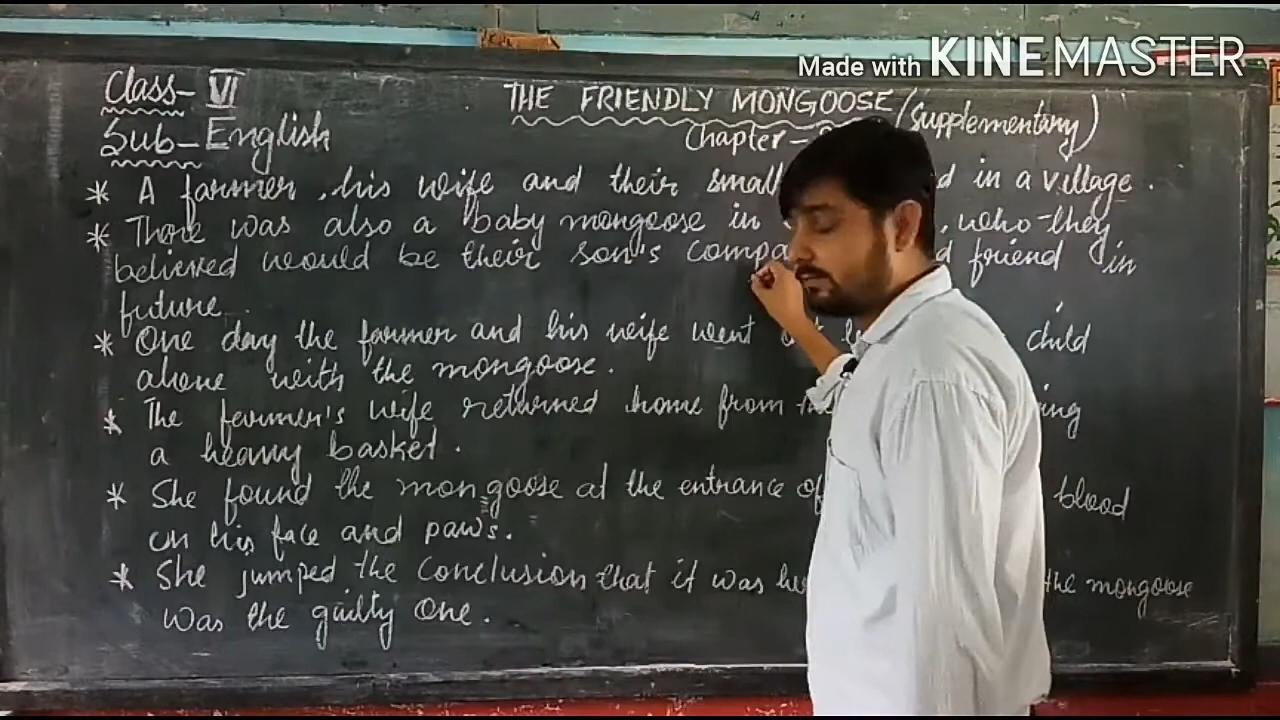 Made with KINEMASTER
Class- VI
THE FRIENDLY MONGOOSE (Supplementary)
Sub- English
Chapter-
* A farmer, his wife and their small in a village.
* There was also a baby mongoose in , who they
believed would be their son's friend in
future.
* One day the farmer and his wife went child
alone with the mongoose.
* The farmer's wife returned home from
a heavy basket.
* She found the mongoose at the entrance of blood
on his face and paws.
* She jumped the conclusion that it was the mongoose
was the guilty one.